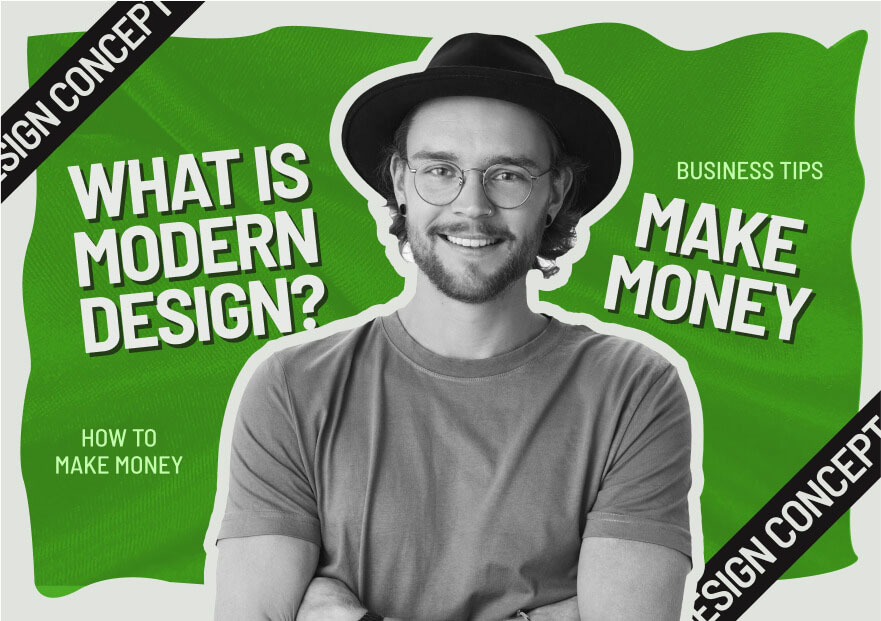 DESIGN CONCEPT
WHAT IS
MODERN
DESIGN?
HOW TO
MAKE MONEY
BUSINESS TIPS
MAKE
MONEY
DESIGN CONCEPT